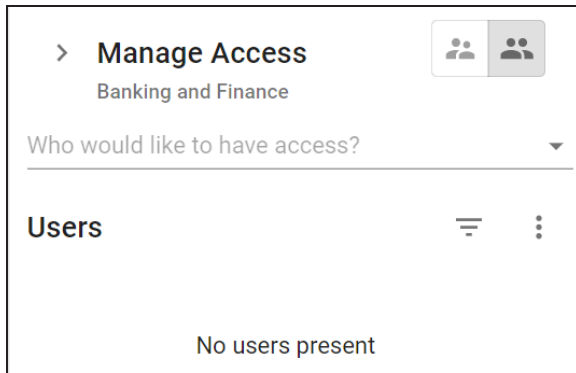 Manage Access
Banking and Finance
Who would like to have access?
Users
No users present